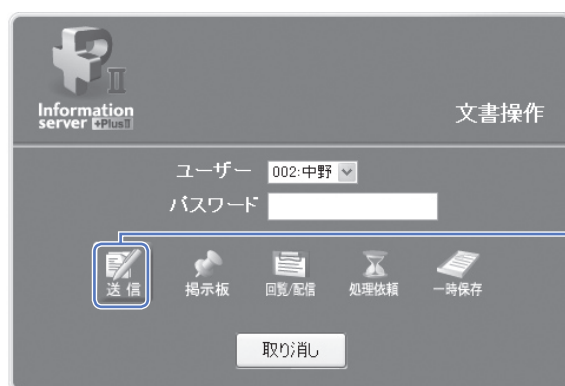 II
Information
server +PlusII
文書操作
ユーザー 002:中野
パスワード
送信 掲示板 回覧/配信 処理依頼 一時保存
取り消し